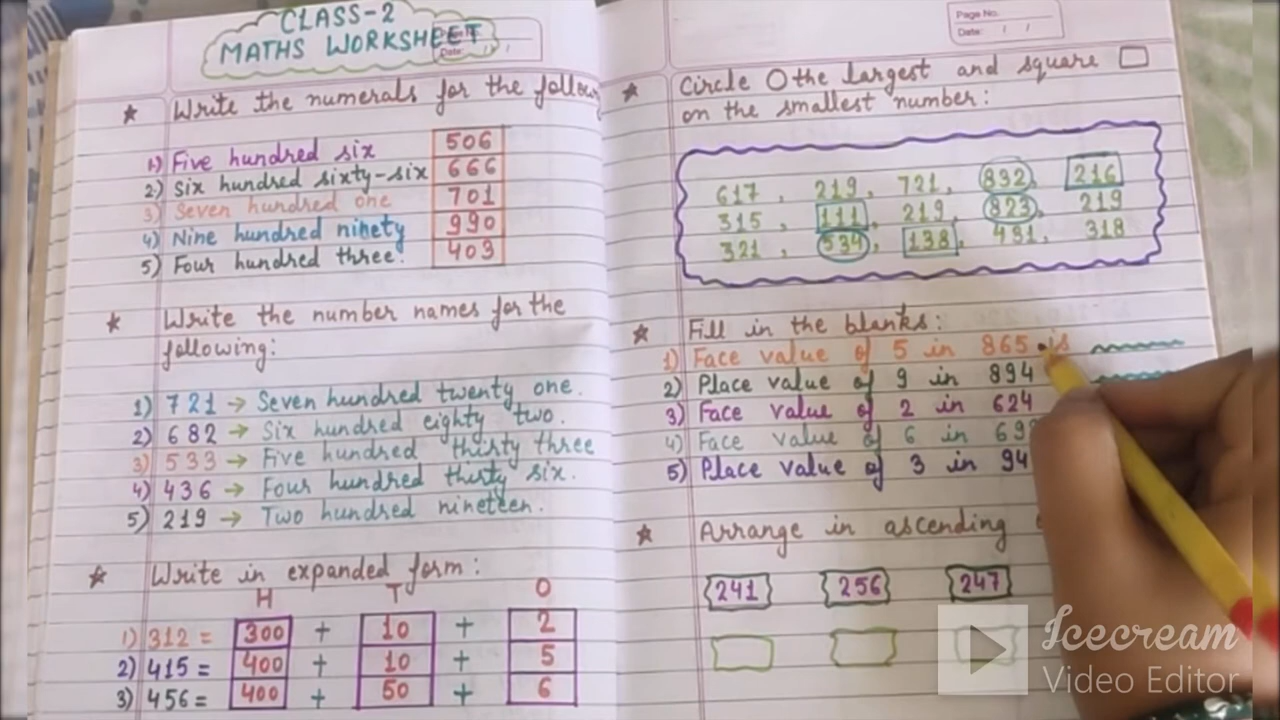 CLASS-2
MATHS WORKSHEET
Date: / /
★ Write the numerals for the follow
1) Five hundred six 506
2) Six hundred sixty-six 666
3) Seven hundred one 701
4) Nine hundred ninety 990
5) Four hundred three. 403
★ Write the number names for the
following:
1) 721 → Seven hundred twenty one.
2) 682 → Six hundred eighty two.
3) 533 → Five hundred thirty three
4) 436 → Four hundred thirty six.
5) 219 → Two hundred nineteen.
★ Write in expanded form:
H T O
1) 312 = 300 + 10 + 2
2) 415 = 400 + 10 + 5
3) 456 = 400 + 50 + 6
Page No.
Date: / /
★ Circle O the largest and square □
on the smallest number:
617, 219, 721, 892, 216
315, 111, 219, 823, 219
321, 534, 138, 431, 318
★ Fill in the blanks:
1) Face value of 5 in 865 is
2) Place value of 9 in 894
3) Face value of 2 in 624
4) Face value of 6 in 69
5) Place value of 3 in 94
★ Arrange in ascending
241 256 247
Icecream
Video Editor